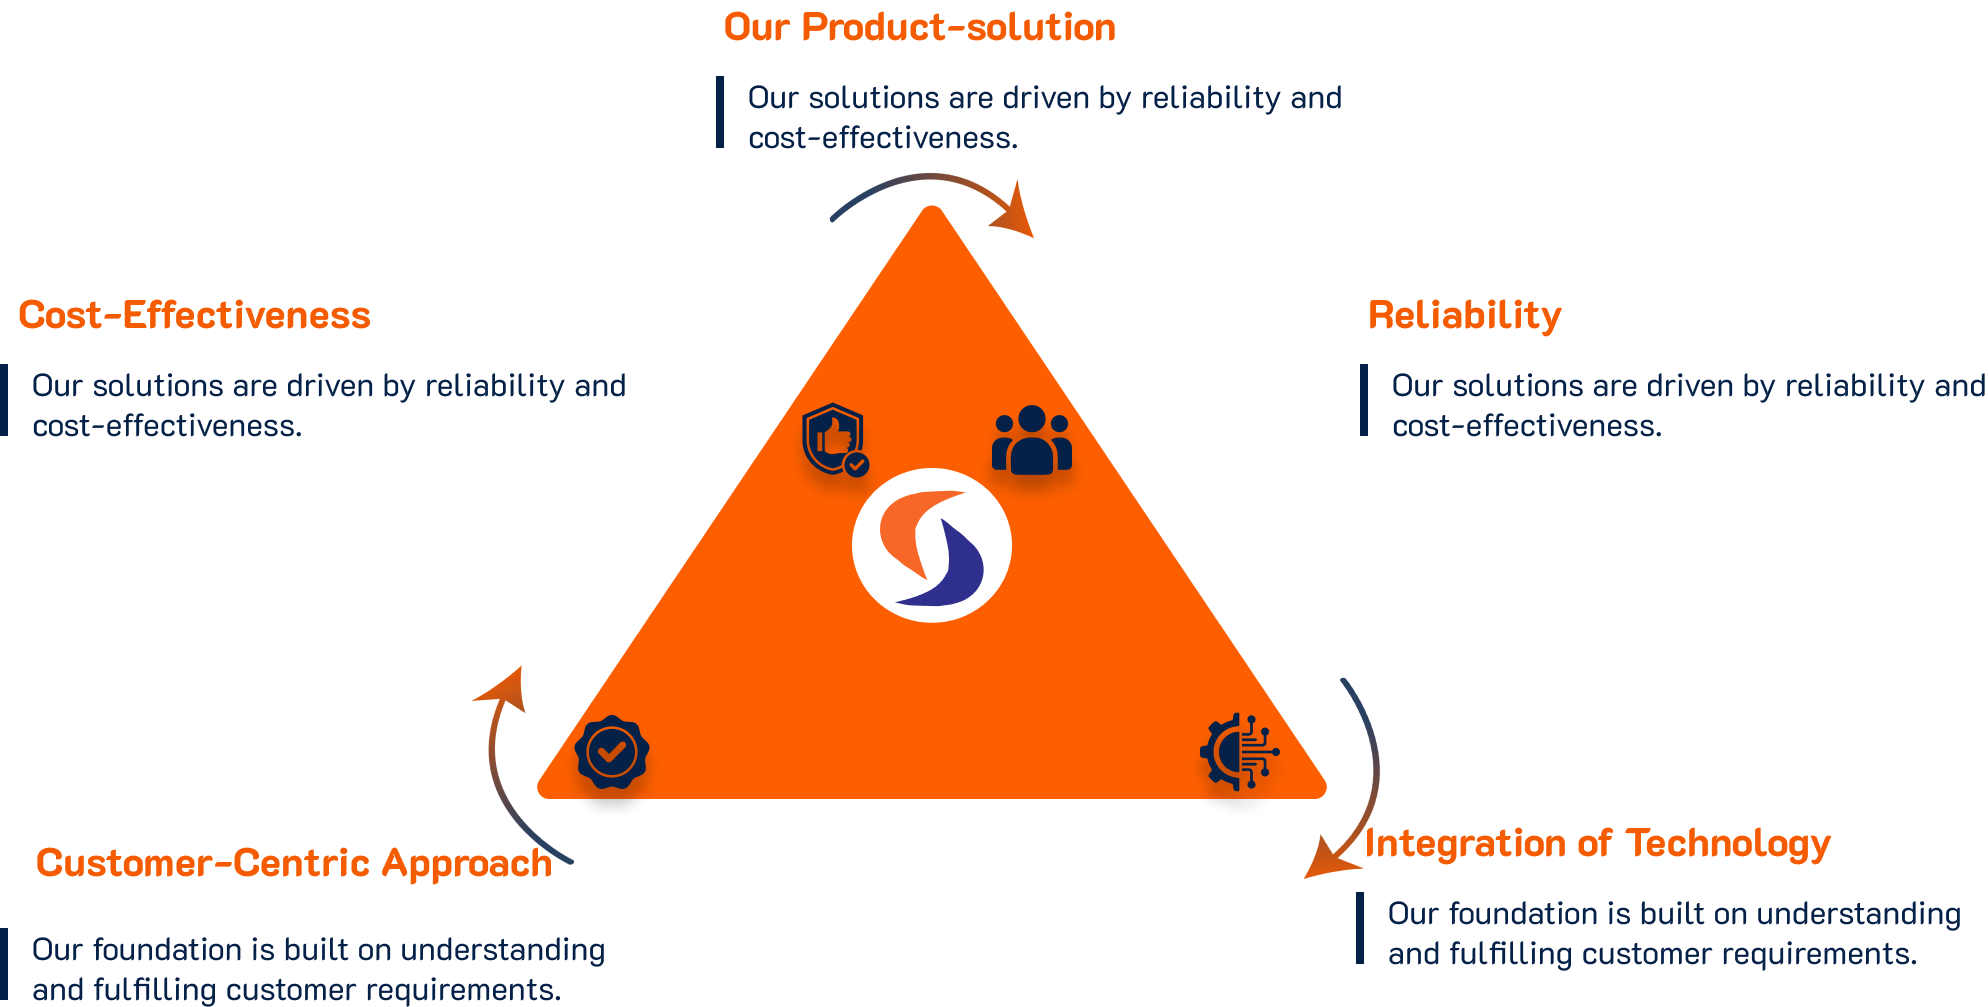 Our Product-solution
Our solutions are driven by reliability and
cost-effectiveness.
Cost-Effectiveness
Our solutions are driven by reliability and
cost-effectiveness.
Reliability
Our solutions are driven by reliability and
cost-effectiveness.
Customer-Centric Approach
Our foundation is built on understanding
and fulfilling customer requirements.
Integration of Technology
Our foundation is built on understanding
and fulfilling customer requirements.